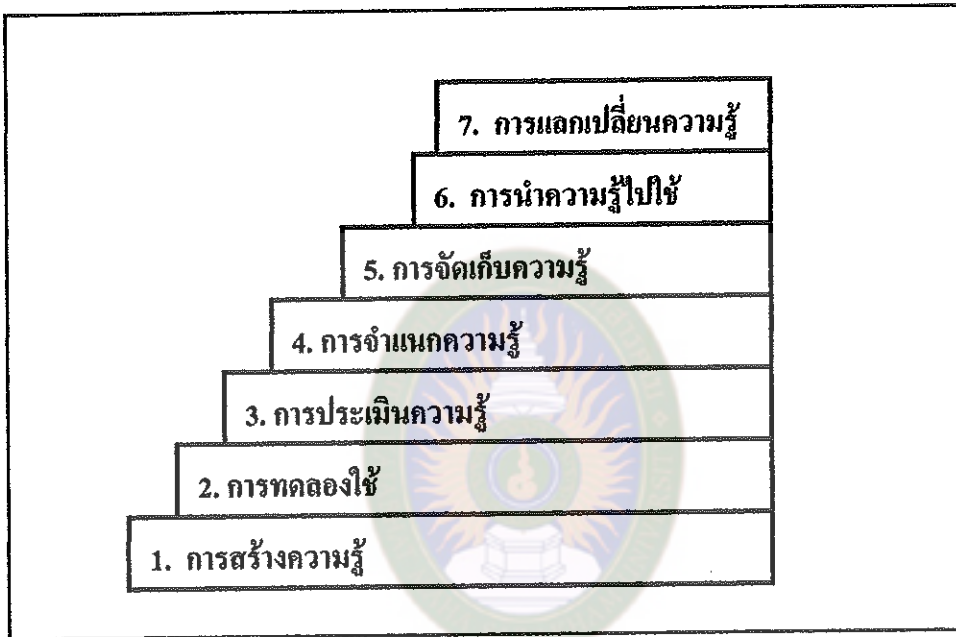 7. การแลกเปลี่ยนความรู้
6. การนำความรู้ไปใช้
5. การจัดเก็บความรู้
4. การจำแนกความรู้
3. การประเมินความรู้
2. การทดลองใช้
1. การสร้างความรู้